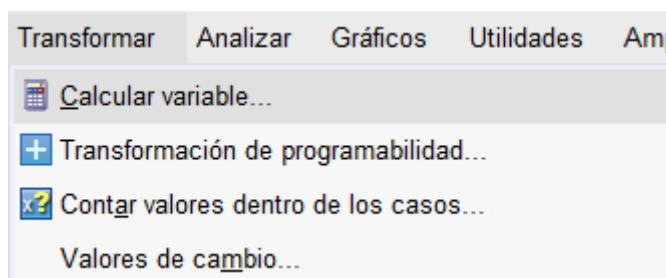 Transformar Analizar Gráficos Utilidades
Calcular variable...
Transformación de programabilidad...
Contar valores dentro de los casos...
Valores de cambio...